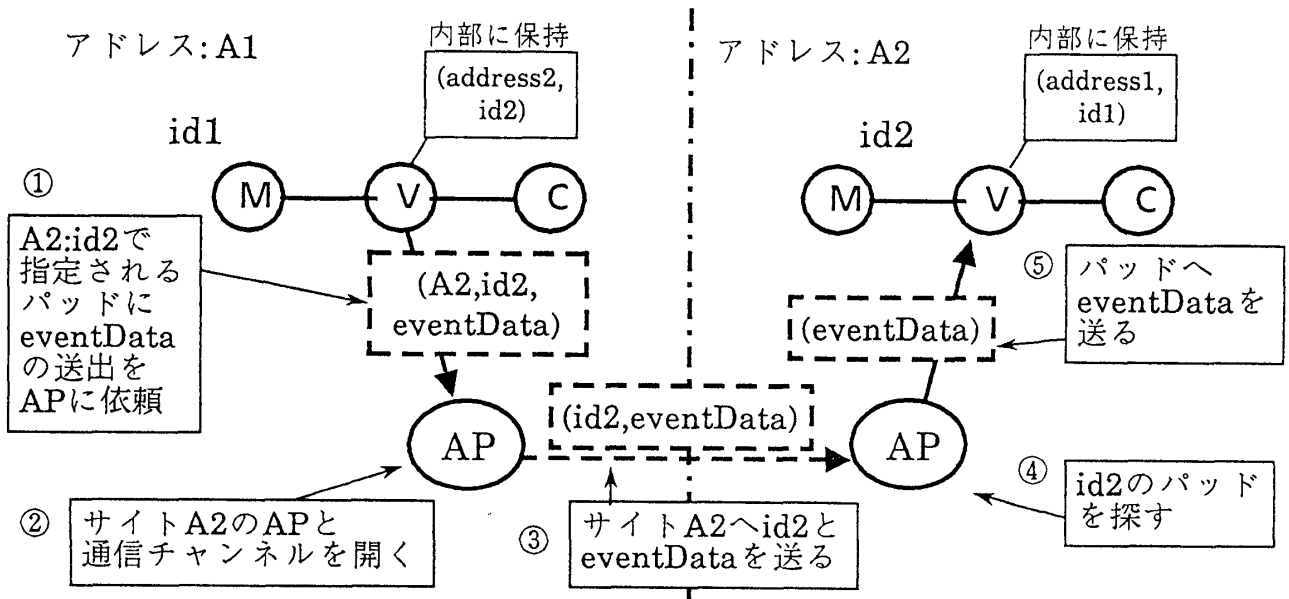 アドレス:A1
内部に保持
(address2,
id2)
id1
M
V
C
①
A2:id2で
指定される
パッドに
eventData
の送出を
APに依頼
(A2,id2,
eventData)
AP
②
サイトA2のAPと
通信チャンネルを開く
(id2,eventData)
③
サイトA2へid2と
eventDataを送る
アドレス:A2
内部に保持
(address1,
id1)
id2
M
V
C
⑤
パッドへ
eventDataを
送る
(eventData)
AP
④
id2のパッド
を探す